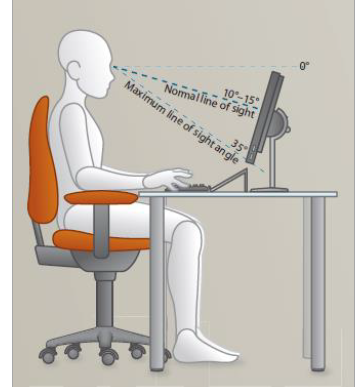 0°
10°–15°
Normal line of sight
35°
Maximum line of sight angle